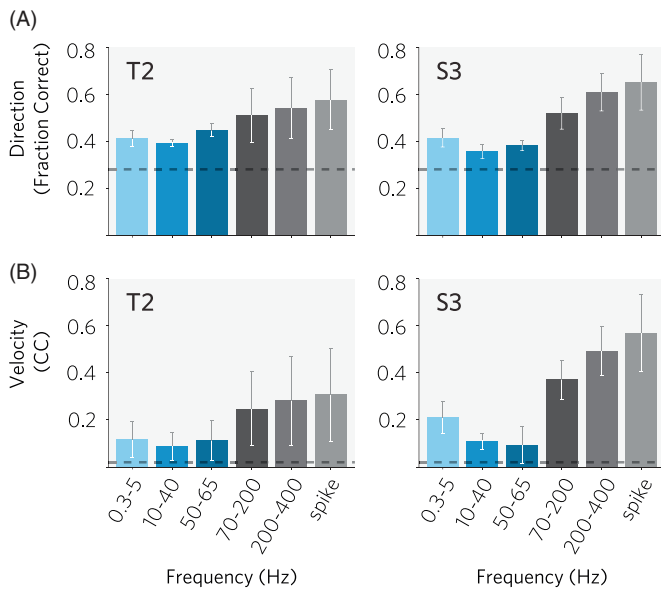 (A)
Direction
(Fraction Correct)
0.8
0.6
0.4
0.2
T2
S3
0.8
0.6
0.4
0.2
(B)
Velocity
(CC)
0.8
0.6
0.4
0.2
T2
S3
0.8
0.6
0.4
0.2
0.3-5
10-40
50-65
70-200
200-400
spike
0.3-5
10-40
50-65
70-200
200-400
spike
Frequency (Hz)
Frequency (Hz)